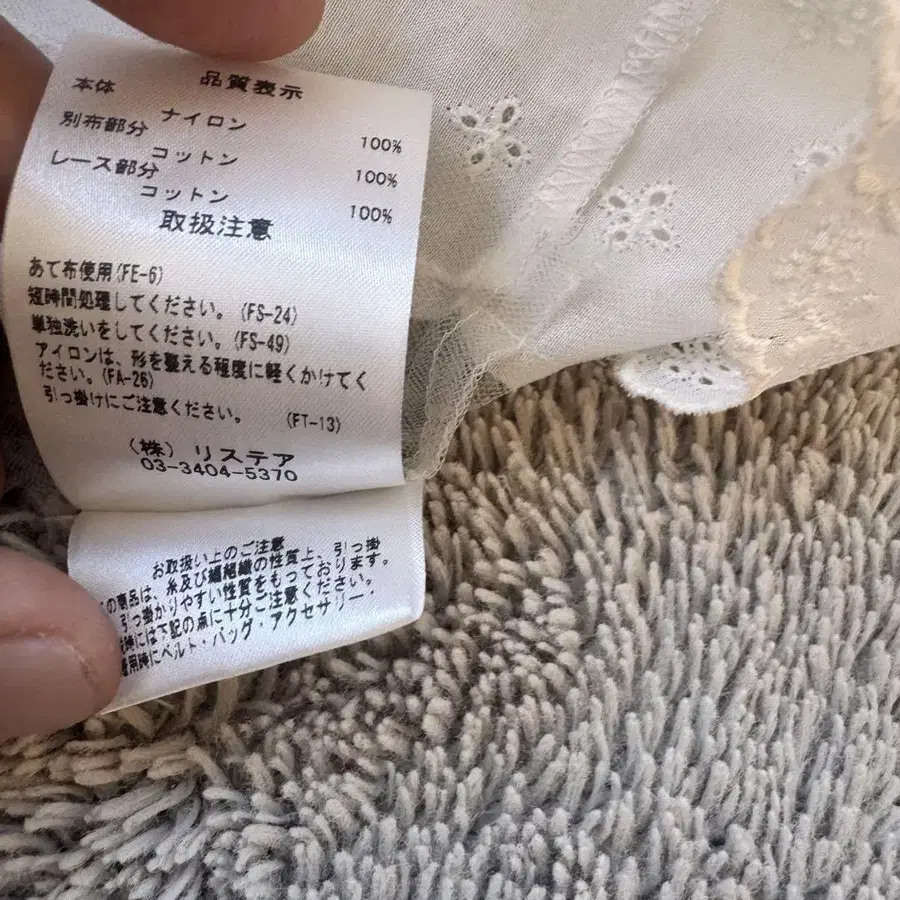 品質表示
本体
ナイロン 100%
別布部分
コットン 100%
レース部分
コットン 100%
取扱注意
あて布使用(FE-6)
短時間処理してください。(FS-24)
単独洗いをしてください。(FS-49)
アイロンは、形を整える程度に軽くかけてく
ださい。(FA-26)
引っ掛けにご注意ください。 (FT-13)
(株) リステア
03-3404-5370
お取扱い上のご注意
の商品は、糸及び編組織の性質上、引っ掛
引っ掛かりやすい性質をもっております。
時には下記の点に十分ご注意ください。
用時にベルト・バッグ・アクセサリー・